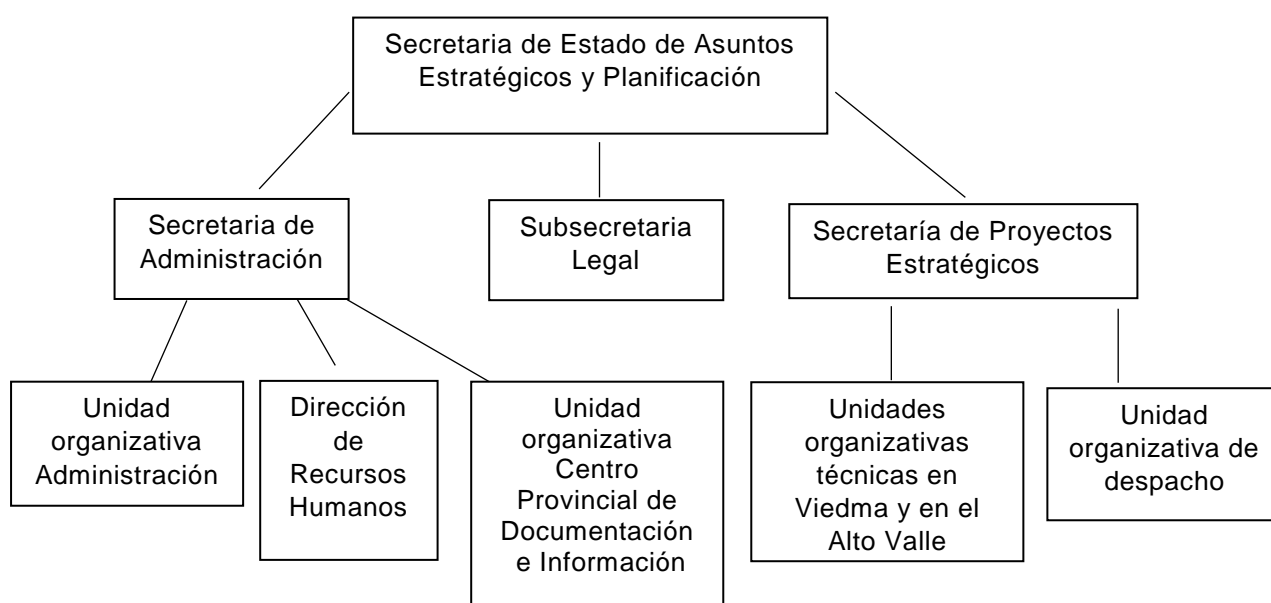 Secretaria de Estado de Asuntos
Estratégicos y Planificación
Secretaria de
Administración
Subsecretaria
Legal
Secretaría de Proyectos
Estratégicos
Unidad
organizativa
Administración
Dirección
de
Recursos
Humanos
Unidad
organizativa
Centro
Provincial de
Documentación
e Información
Unidades
organizativas
técnicas en
Viedma y en el
Alto Valle
Unidad
organizativa de
despacho